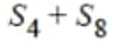 S₄ + S₈